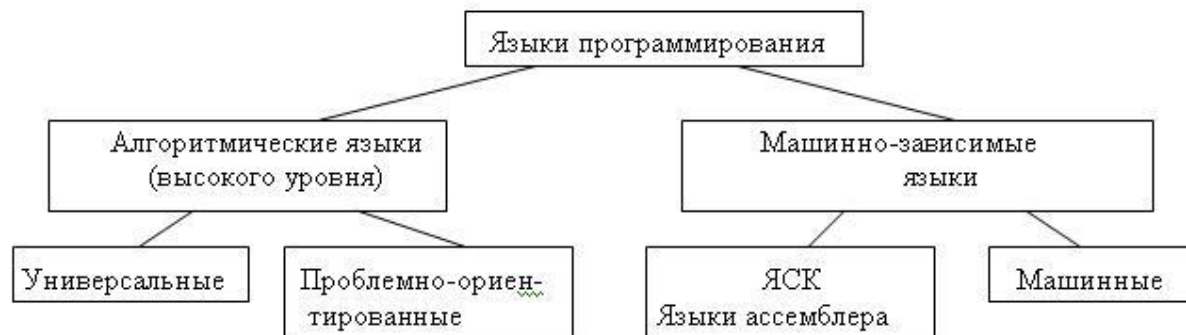 Языки программирования
Алгоритмические языки
(высокого уровня)
Машинно-зависимые
языки
Универсальные
Проблемно-ориен-
тированные
ЯСК
Языки ассемблера
Машинные